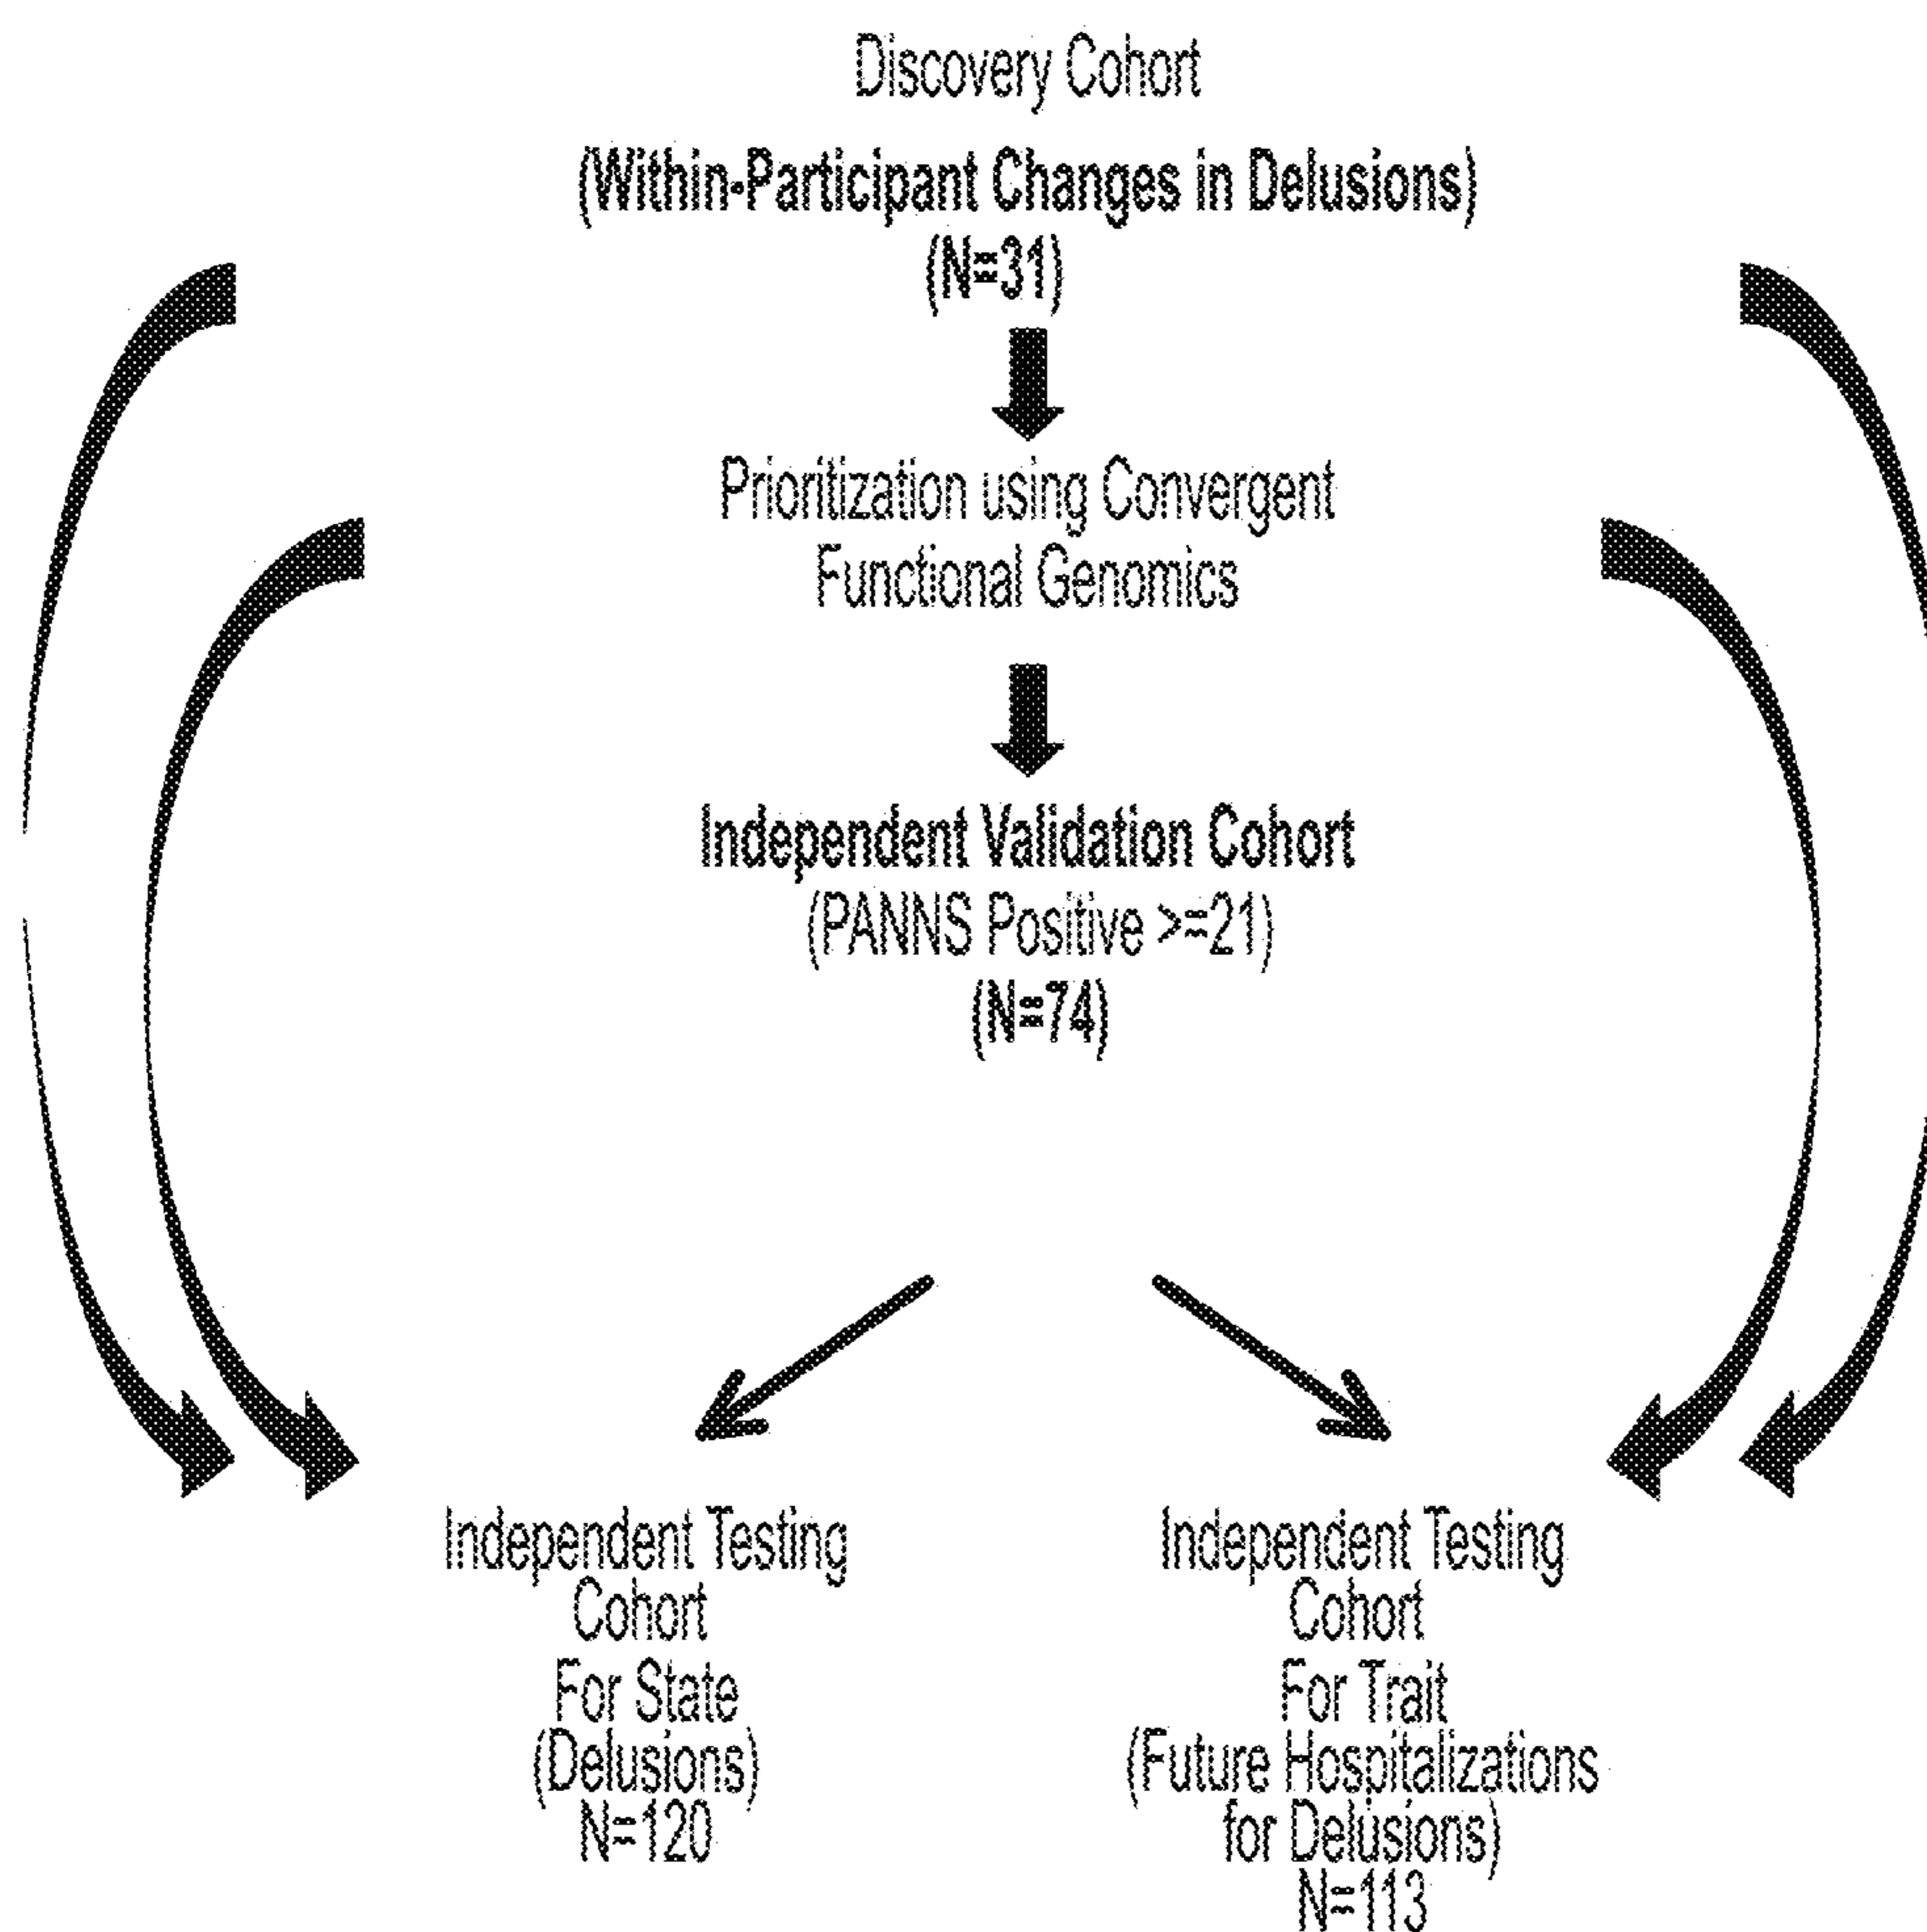 Discovery Cohort
(Within-Participant Changes in Delusions)
(N=31)
Prioritization using Convergent
Functional Genomics
Independent Validation Cohort
(PANNS Positive >=21)
(N=74)
Independent Testing
Cohort
For State
(Delusions)
N=120
Independent Testing
Cohort
For Trait
(Future Hospitalizations
for Delusions)
N=113